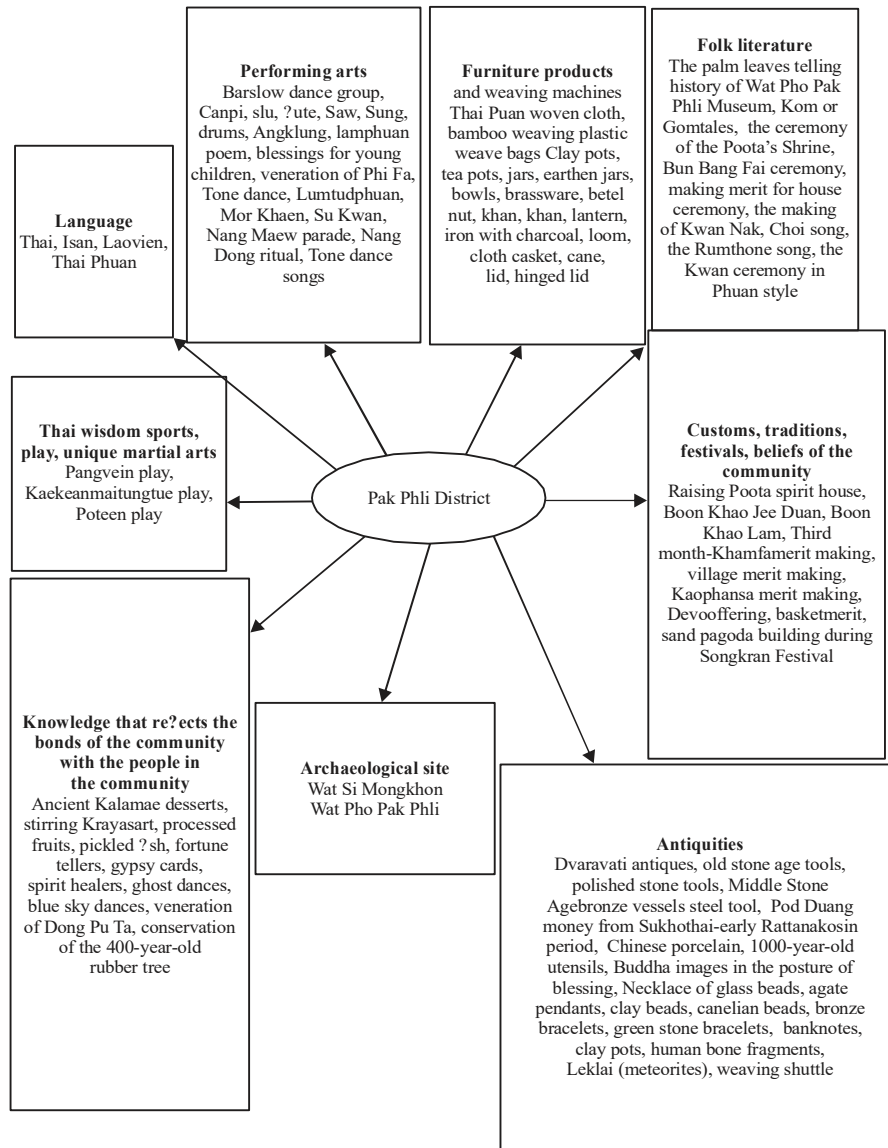 Language
Thai, Isan, Laovien,
Thai Phuan
Performing arts
Barslow dance group,
Canpi, slu, ?ute, Saw, Sung,
drums, Angklung, lamphuan
poem, blessings for young
children, veneration of Phi Fa,
Tone dance, Lumtudphuan,
Mor Khaen, Su Kwan,
Nang Maew parade, Nang
Dong ritual, Tone dance
songs
Furniture products
and weaving machines
Thai Puan woven cloth,
bamboo weaving plastic
weave bags Clay pots,
tea pots, jars, earthen jars,
bowls, brassware, betel
nut, khan, khan, lantern,
iron with charcoal, loom,
cloth casket, cane,
lid, hinged lid
Folk literature
The palm leaves telling
history of Wat Pho Pak
Phli Museum, Kom or
Gomtales, the ceremony
of the Poota's Shrine,
Bun Bang Fai ceremony,
making merit for house
ceremony, the making
of Kwan Nak, Choi song,
the Rumthone song, the
Kwan ceremony in
Phuan style
Thai wisdom sports,
play, unique martial arts
Pangvein play,
Kaekeanmaitungtue play,
Poteen play
Pak Phli District
Customs, traditions,
festivals, beliefs of the
community
Raising Poota spirit house,
Boon Khao Jee Duan, Boon
Khao Lam, Third
month-Khamfamerit making,
village merit making,
Kaophansa merit making,
Devooffering, basketmerit,
sand pagoda building during
Songkran Festival
Knowledge that re?ects the
bonds of the community
with the people in
the community
Ancient Kalamae desserts,
stirring Krayasart, processed
fruits, pickled ?sh, fortune
tellers, gypsy cards,
spirit healers, ghost dances,
blue sky dances, veneration
of Dong Pu Ta, conservation
of the 400-year-old
rubber tree
Archaeological site
Wat Si Mongkhon
Wat Pho Pak Phli
Antiquities
Dvaravati antiques, old stone age tools,
polished stone tools, Middle Stone
Agebronze vessels steel tool, Pod Duang
money from Sukhothai-early Rattanakosin
period, Chinese porcelain, 1000-year-old
utensils, Buddha images in the posture of
blessing, Necklace of glass beads, agate
pendants, clay beads, canelian beads, bronze
bracelets, green stone bracelets, banknotes,
clay pots, human bone fragments,
Leklai (meteorites), weaving shuttle